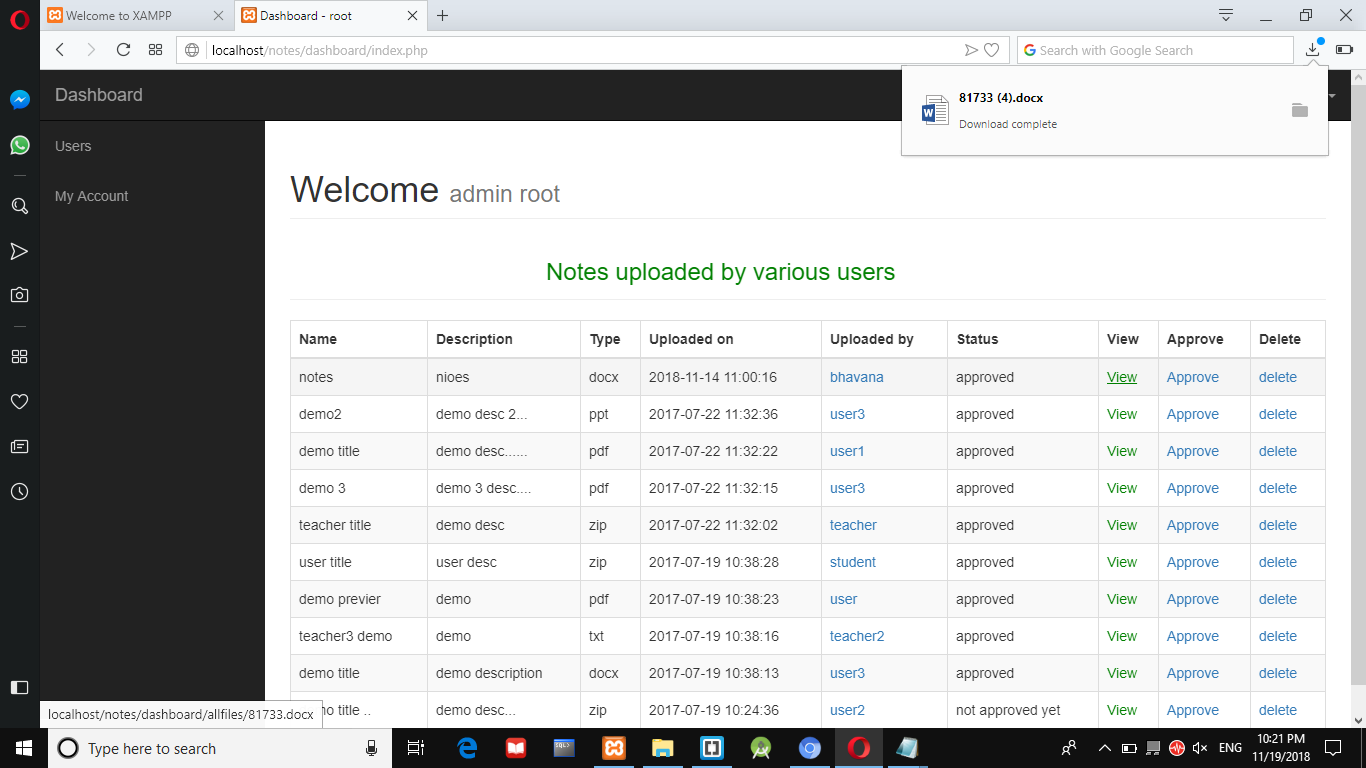 Welcome to XAMPP
Dashboard - root
localhost/notes/dashboard/index.php
Search with Google Search
Dashboard
81733 (4).docx
Download complete
Users
My Account
Welcome admin root
Notes uploaded by various users
Name Description Type Uploaded on Uploaded by Status View Approve Delete
notes nioes docx 2018-11-14 11:00:16 bhavana approved View Approve delete
demo2 demo desc 2... ppt 2017-07-22 11:32:36 user3 approved View Approve delete
demo title demo desc...... pdf 2017-07-22 11:32:22 user1 approved View Approve delete
demo 3 demo 3 desc.... pdf 2017-07-22 11:32:15 user3 approved View Approve delete
teacher title demo desc zip 2017-07-22 11:32:02 teacher approved View Approve delete
user title user desc zip 2017-07-19 10:38:28 student approved View Approve delete
demo previer demo pdf 2017-07-19 10:38:23 user approved View Approve delete
teacher3 demo demo txt 2017-07-19 10:38:16 teacher2 approved View Approve delete
demo title demo description docx 2017-07-19 10:38:13 user3 approved View Approve delete
title .. demo desc... zip 2017-07-19 10:24:36 user2 not approved yet View Approve delete
localhost/notes/dashboard/allfiles/81733.docx
Type here to search
ENG
10:21 PM
11/19/2018